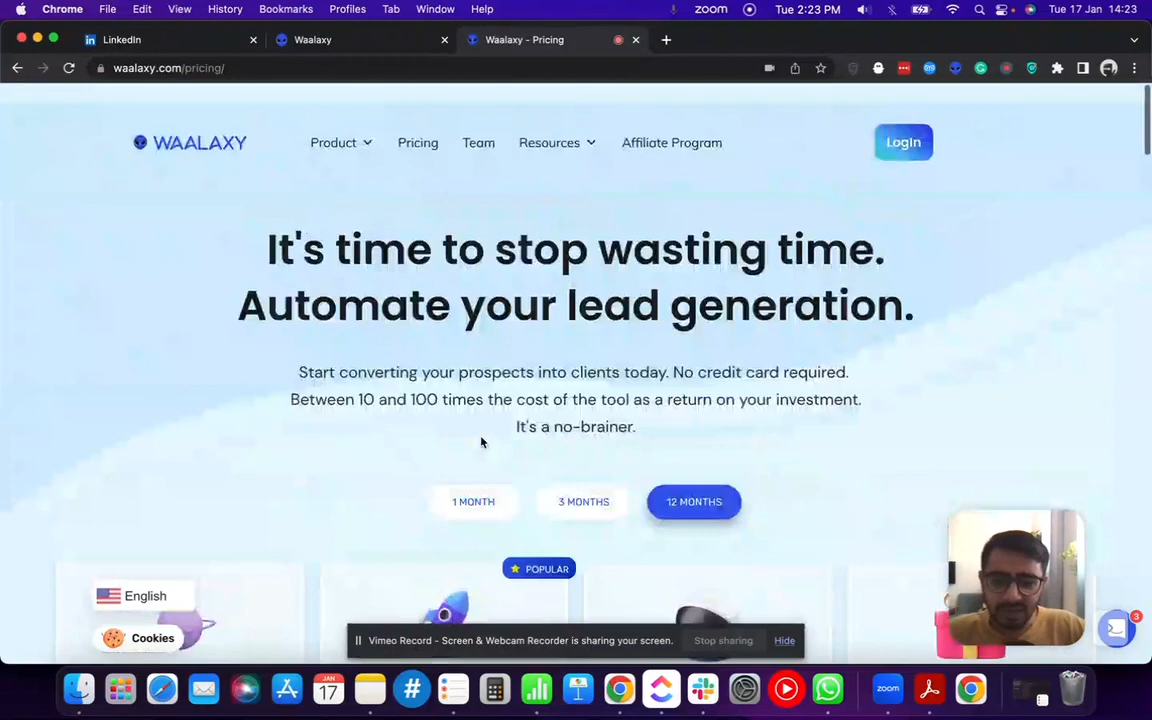 Chrome File Edit View History Bookmarks Profiles Tab Window Help zoom Tue 2:23 PM Tue 17 Jan 14:23
LinkedIn
Waalaxy
Waalaxy - Pricing
waalaxy.com/pricing/
WAALAXY
Product
Pricing
Team
Resources
Affiliate Program
LogIn
It's time to stop wasting time.
Automate your lead generation.
Start converting your prospects into clients today. No credit card required.
Between 10 and 100 times the cost of the tool as a return on your investment.
It's a no-brainer.
1 MONTH
3 MONTHS
12 MONTHS
POPULAR
English
Cookies
3
Vimeo Record - Screen & Webcam Recorder is sharing your screen.
Stop sharing
Hide
JAN
17
zoom